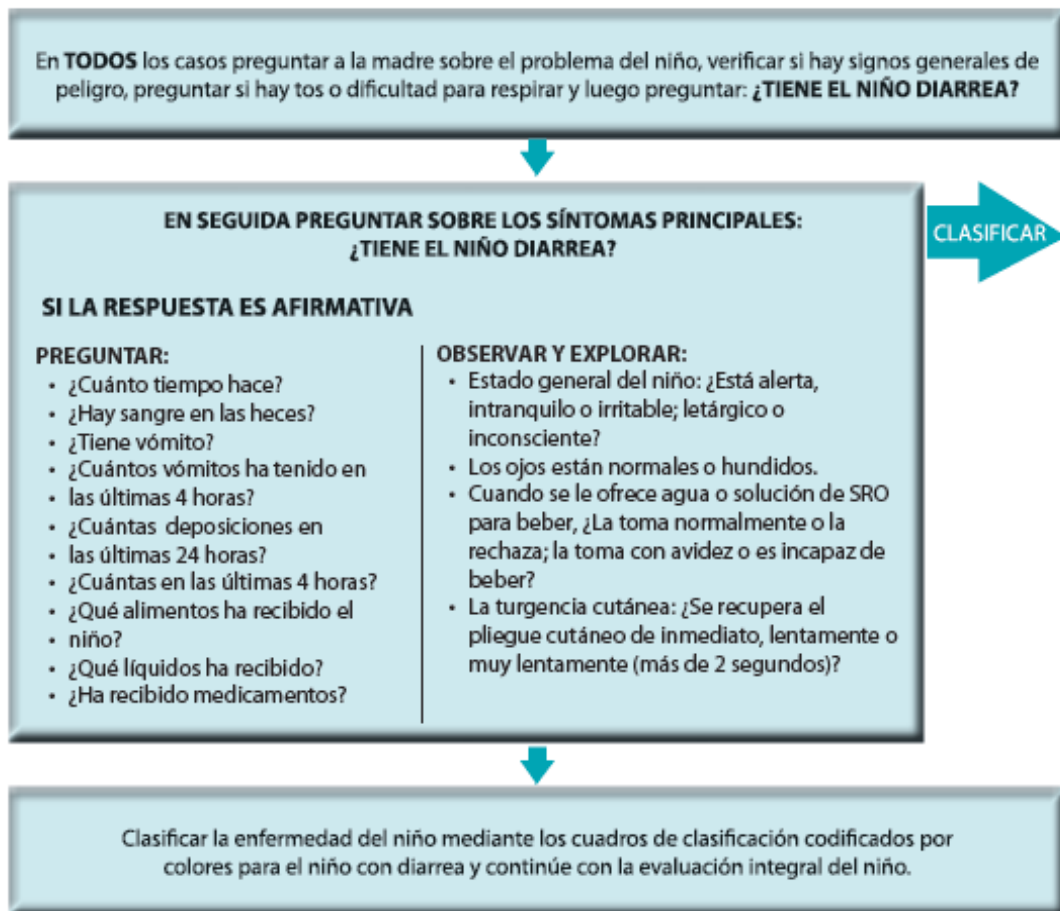 En TODOS los casos preguntar a la madre sobre el problema del niño, verificar si hay signos generales de
peligro, preguntar si hay tos o dificultad para respirar y luego preguntar: ¿TIENE EL NIÑO DIARREA?
EN SEGUIDA PREGUNTAR SOBRE LOS SÍNTOMAS PRINCIPALES:
¿TIENE EL NIÑO DIARREA?
CLASIFICAR
SI LA RESPUESTA ES AFIRMATIVA
PREGUNTAR:
• ¿Cuánto tiempo hace?
• ¿Hay sangre en las heces?
• ¿Tiene vómito?
• ¿Cuántos vómitos ha tenido en
• las últimas 4 horas?
• ¿Cuántas deposiciones en
• las últimas 24 horas?
• ¿Cuántas en las últimas 4 horas?
• ¿Qué alimentos ha recibido el
• niño?
• ¿Qué líquidos ha recibido?
• ¿Ha recibido medicamentos?
OBSERVAR Y EXPLORAR:
• Estado general del niño: ¿Está alerta,
intranquilo o irritable; letárgico o
inconsciente?
• Los ojos están normales o hundidos.
• Cuando se le ofrece agua o solución de SRO
para beber, ¿La toma normalmente o la
rechaza; la toma con avidez o es incapaz de
beber?
• La turgencia cutánea: ¿Se recupera el
pliegue cutáneo de inmediato, lentamente o
muy lentamente (más de 2 segundos)?
Clasificar la enfermedad del niño mediante los cuadros de clasificación codificados por
colores para el niño con diarrea y continúe con la evaluación integral del niño.